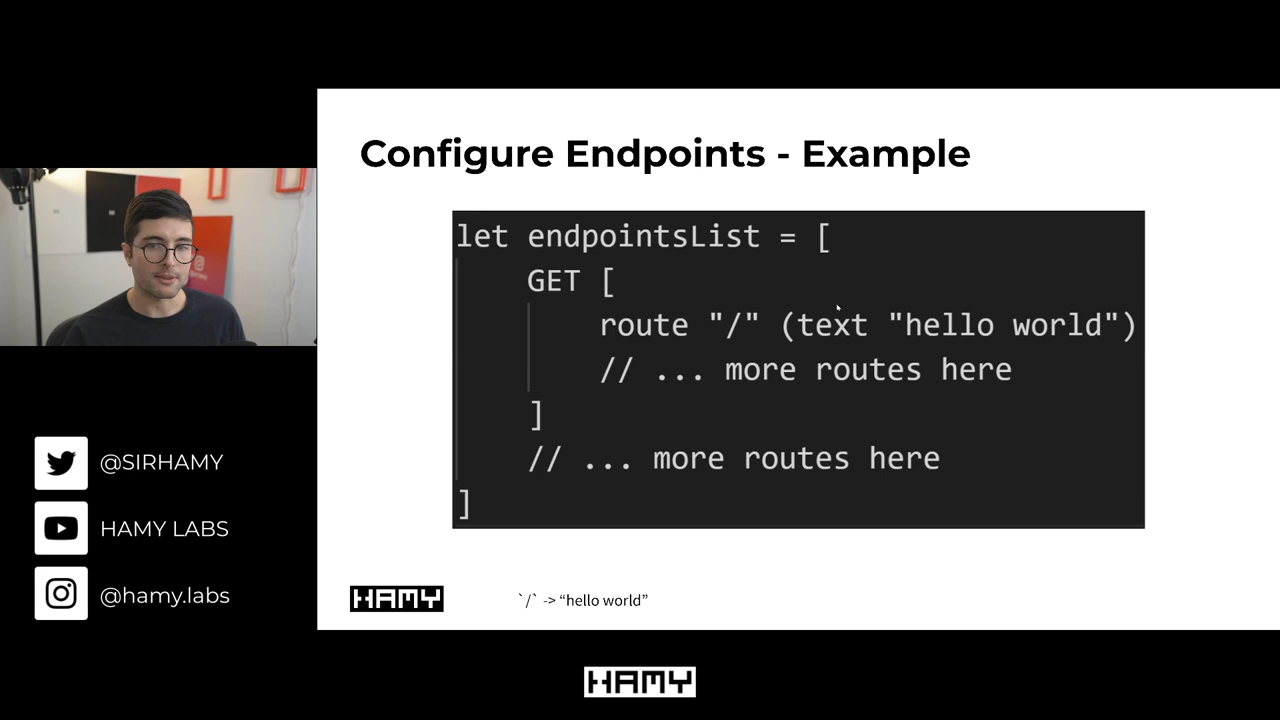 Configure Endpoints - Example
let endpointsList = [
GET [
route "/" (text "hello world")
// ... more routes here
]
// ... more routes here
]
@SIRHAMY
HAMY LABS
@hamy.labs
HAMY
`/` -> “hello world”
HAMY